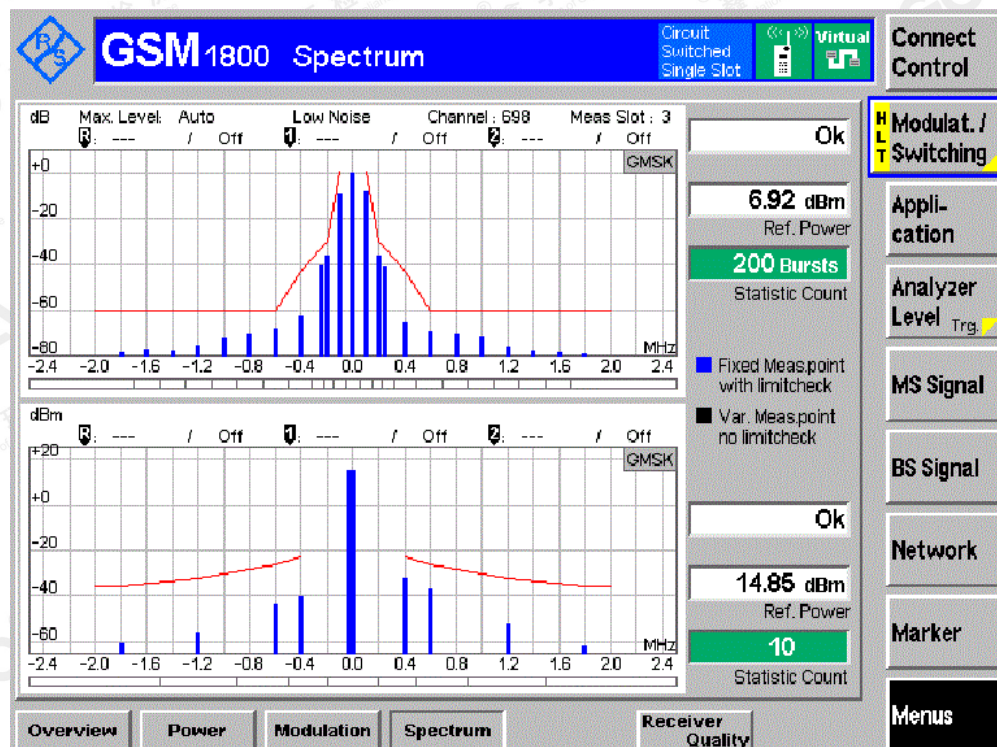 R&S
GSM 1800 Spectrum
Circuit Switched Single Slot
Virtual
Connect Control
dB Max. Level: Auto Low Noise Channel : 698 Meas Slot : 3
R: --- / Off 1: --- / Off 2: --- / Off
GMSK
+0
-20
-40
-60
-80
MHz
-2.4 -2.0 -1.6 -1.2 -0.8 -0.4 0.0 0.4 0.8 1.2 1.6 2.0 2.4
Ok
6.92 dBm
Ref. Power
200 Bursts
Statistic Count
Fixed Meas.point
with limitcheck
Var. Meas.point
no limitcheck
dBm
R: --- / Off 1: --- / Off 2: --- / Off
GMSK
+20
+0
-20
-40
-60
MHz
-2.4 -2.0 -1.6 -1.2 -0.8 -0.4 0.0 0.4 0.8 1.2 1.6 2.0 2.4
Ok
14.85 dBm
Ref. Power
10
Statistic Count
HLT
Modulat. /
Switching
Appli-
cation
Analyzer
Level Trg.
MS Signal
BS Signal
Network
Marker
Menus
Overview
Power
Modulation
Spectrum
Receiver
Quality